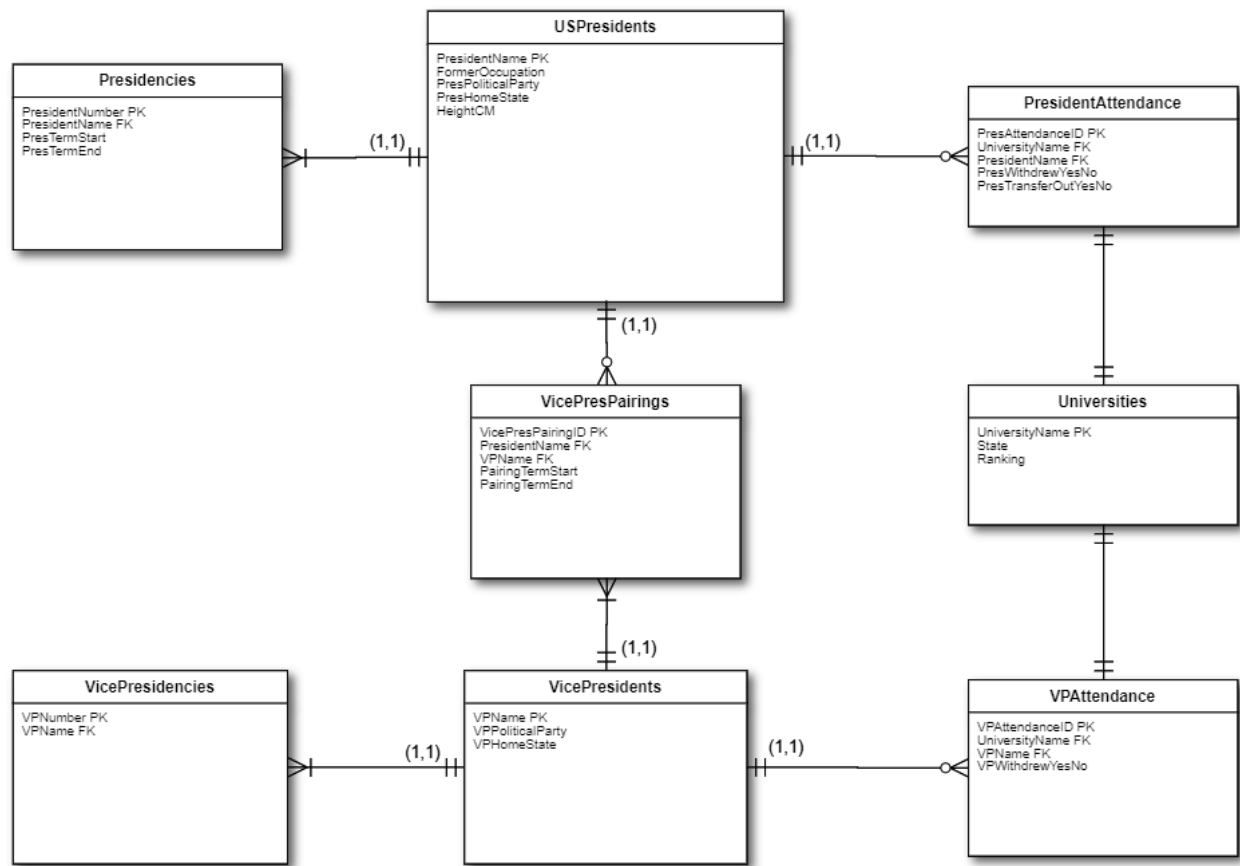 USPresidents
PresidentName PK
FormerOccupation
PresPoliticalParty
PresHomeState
HeightCM
Presidencies
PresidentNumber PK
PresidentName FK
PresTermStart
PresTermEnd
(1,1)
(1,1)
PresidentAttendance
PresAttendanceID PK
UniversityName FK
PresidentName FK
PresWithdrewYesNo
PresTransferOutYesNo
(1,1)
VicePresPairings
VicePresPairingID PK
PresidentName FK
VPName FK
PairingTermStart
PairingTermEnd
Universities
UniversityName PK
State
Ranking
(1,1)
VicePresidencies
VPNumber PK
VPName FK
(1,1)
VicePresidents
VPName PK
VPPoliticalParty
VPHomeState
(1,1)
VPAttendance
VPAttendanceID PK
UniversityName FK
VPName FK
VPWithdrewYesNo